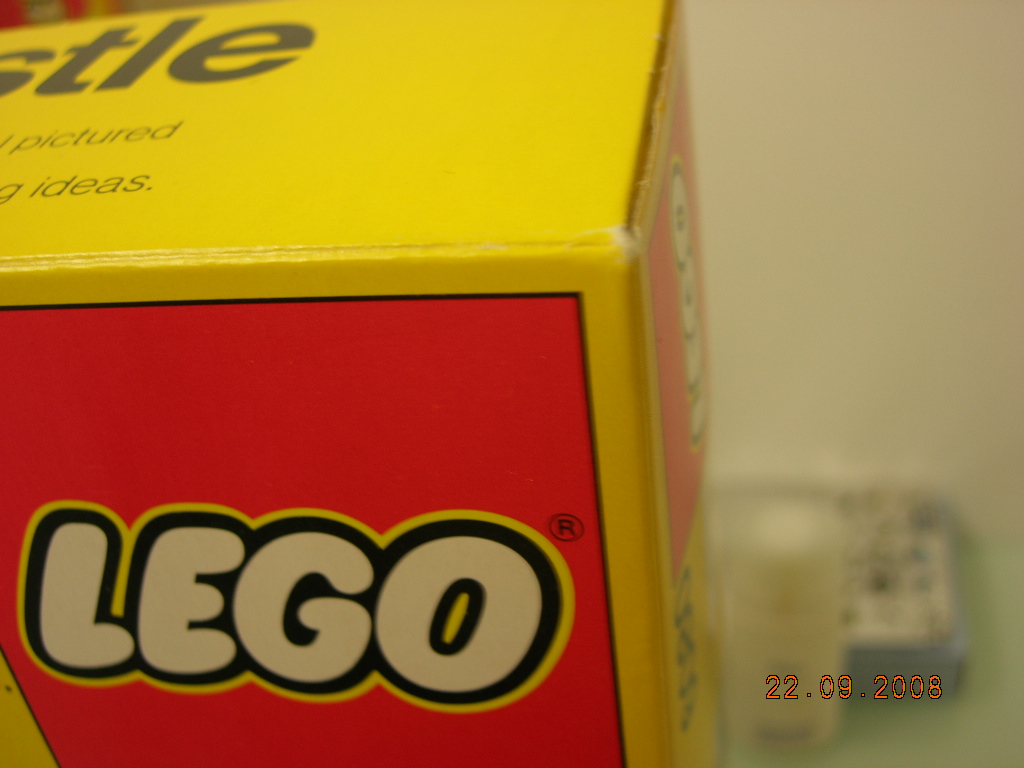 stle
pictured
g ideas.
LEGO®
22.09.2008